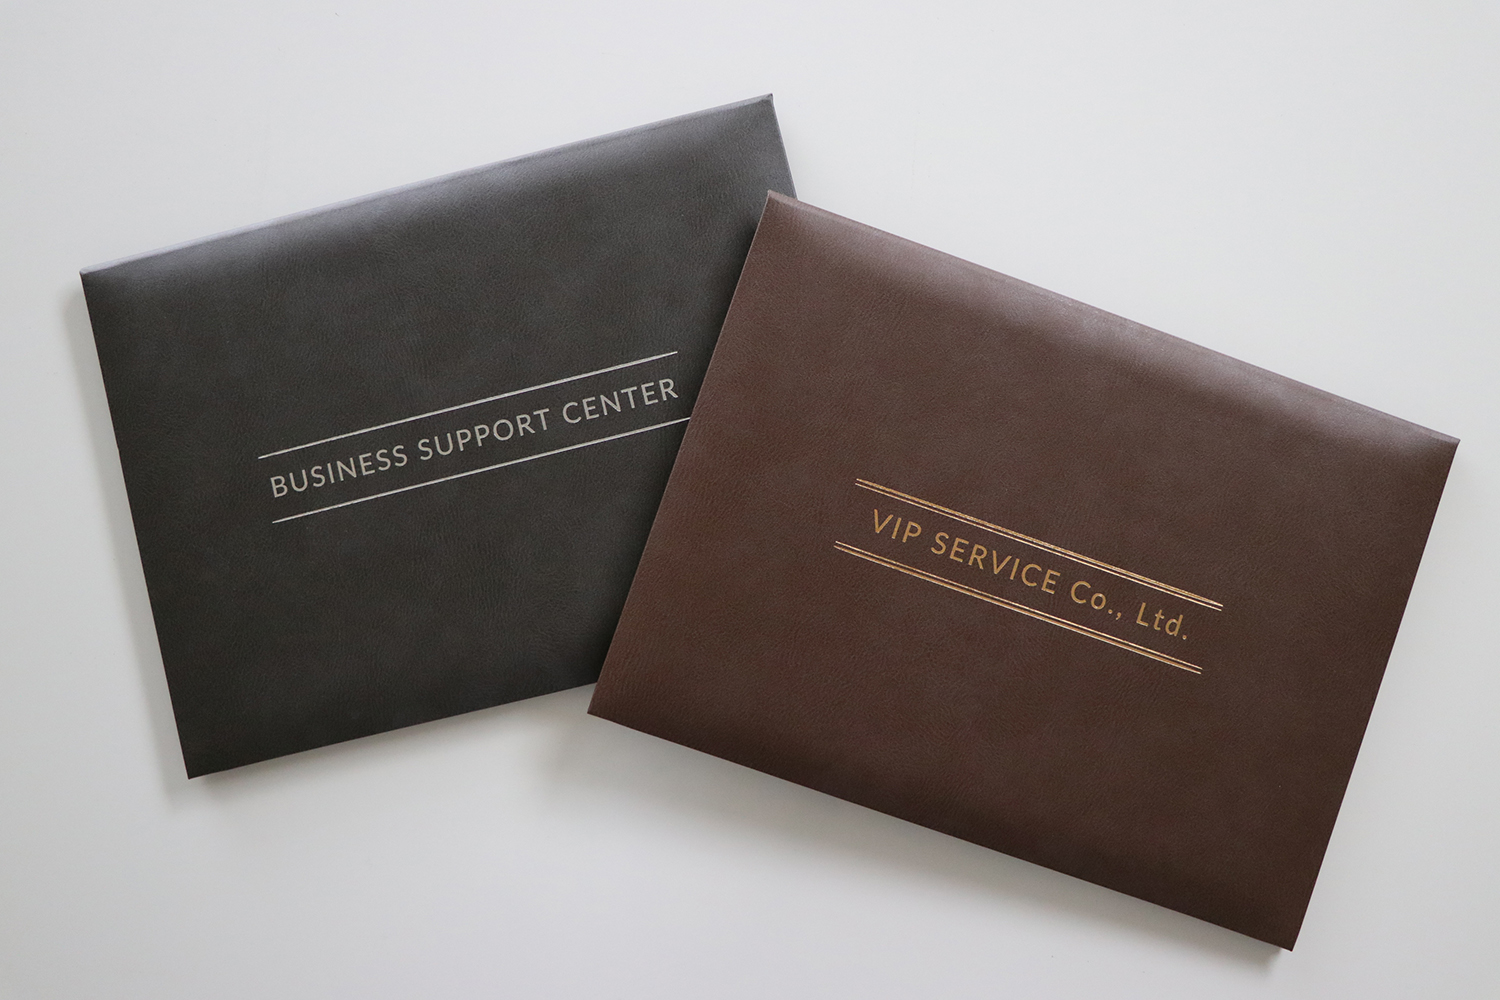 BUSINESS SUPPORT CENTER
VIP SERVICE Co., Ltd.